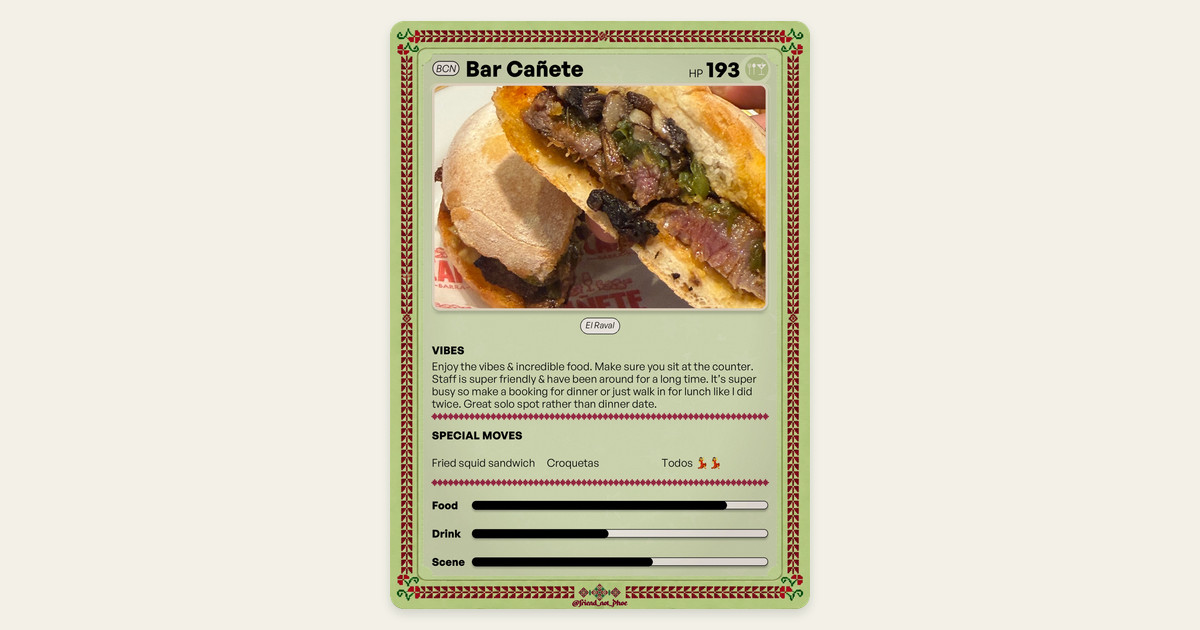 BCN Bar Cañete HP 193
CAÑETE
BARRA
El Raval
VIBES
Enjoy the vibes & incredible food. Make sure you sit at the counter.
Staff is super friendly & have been around for a long time. It's super
busy so make a booking for dinner or just walk in for lunch like I did
twice. Great solo spot rather than dinner date.
SPECIAL MOVES
Fried squid sandwich Croquetas Todos 💃💃
Food
Drink
Scene
@friend_not_phoe